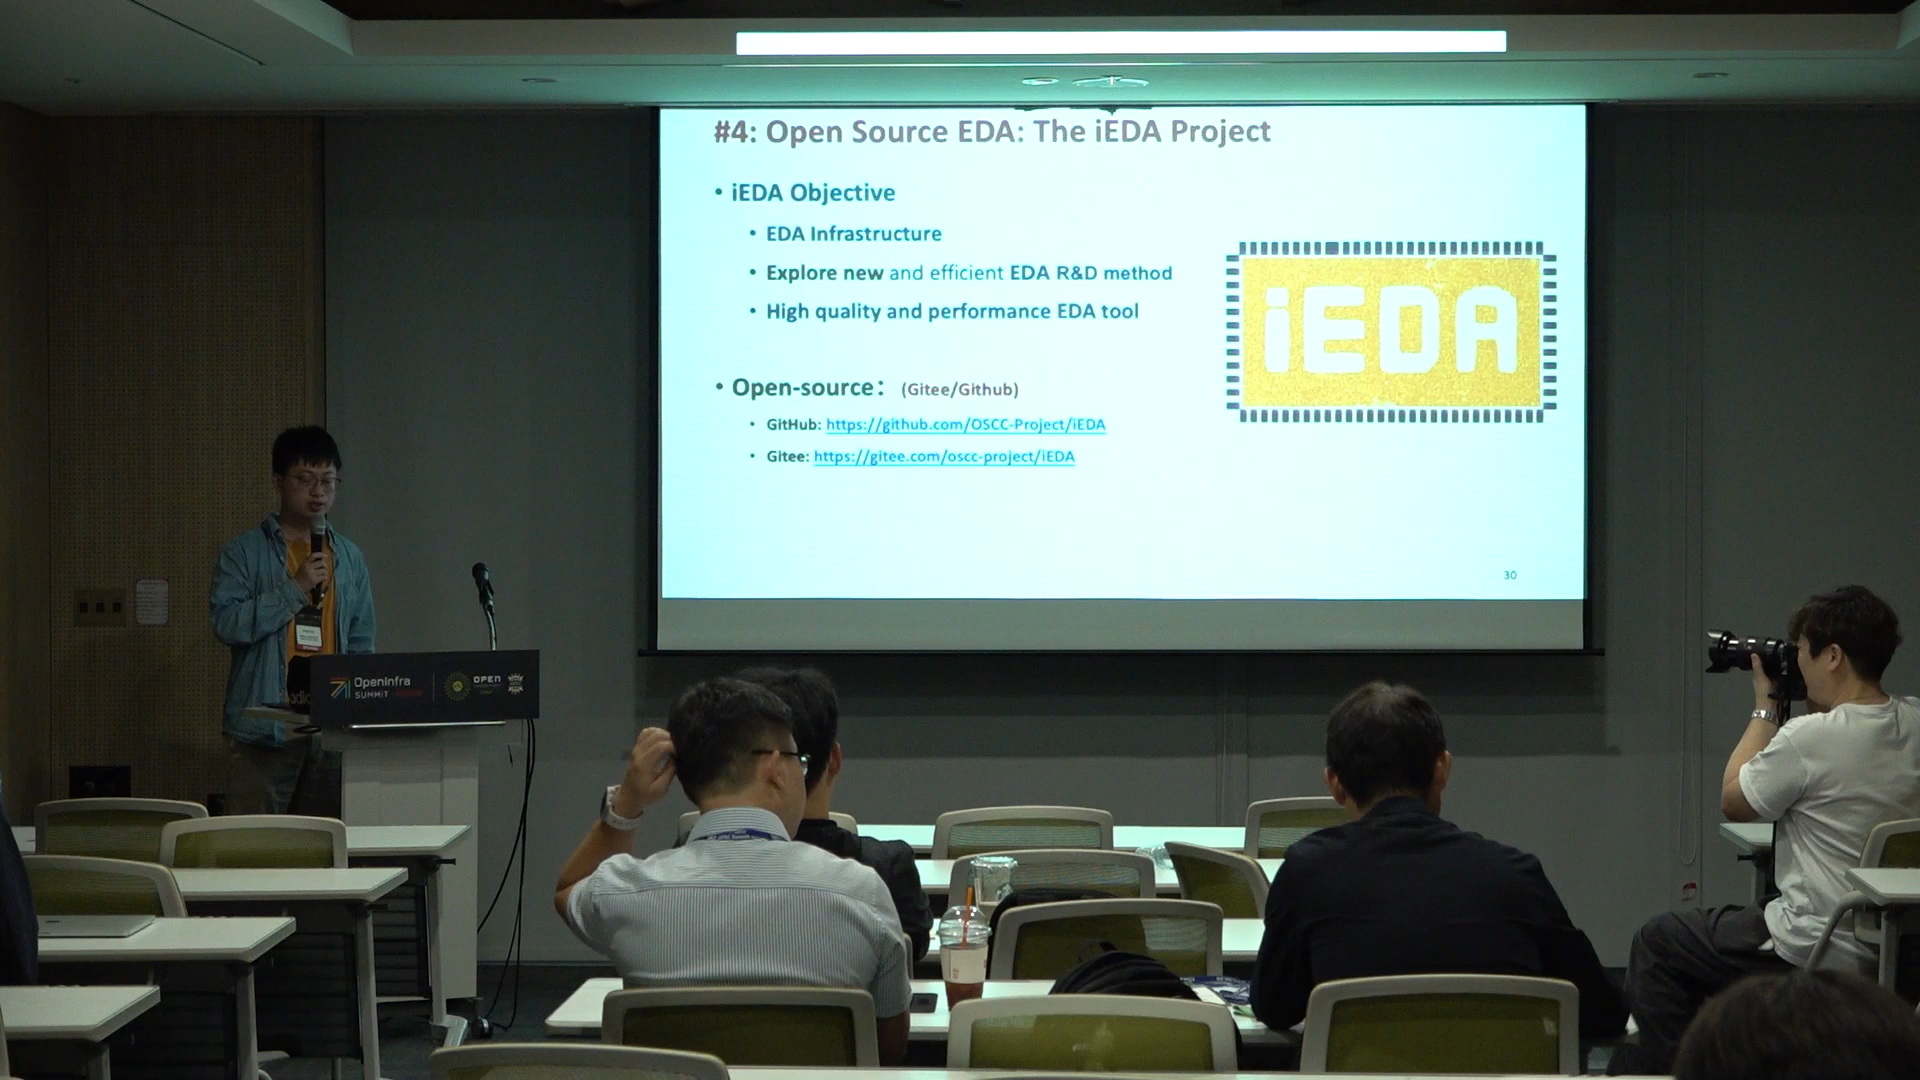 #4: Open Source EDA: The iEDA Project
• iEDA Objective
• EDA Infrastructure
• Explore new and efficient EDA R&D method
• High quality and performance EDA tool
iEDA
• Open-source： (Gitee/Github)
• GitHub: https://github.com/OSCC-Project/iEDA
• Gitee: https://gitee.com/oscc-project/iEDA
30
OpenInfra
SUMMIT
OPEN